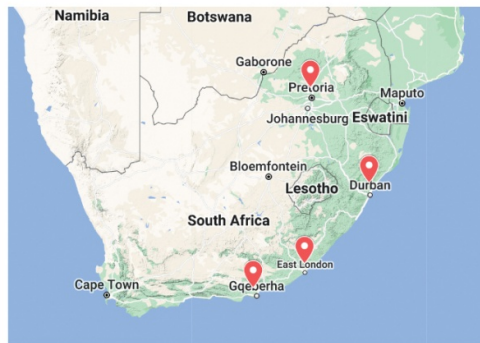 Namibia
Botswana
Gaborone
Pretoria
Maputo
Johannesburg
Eswatini
Bloemfontein
Lesotho
Durban
South Africa
East London
Cape Town
Gqeberha